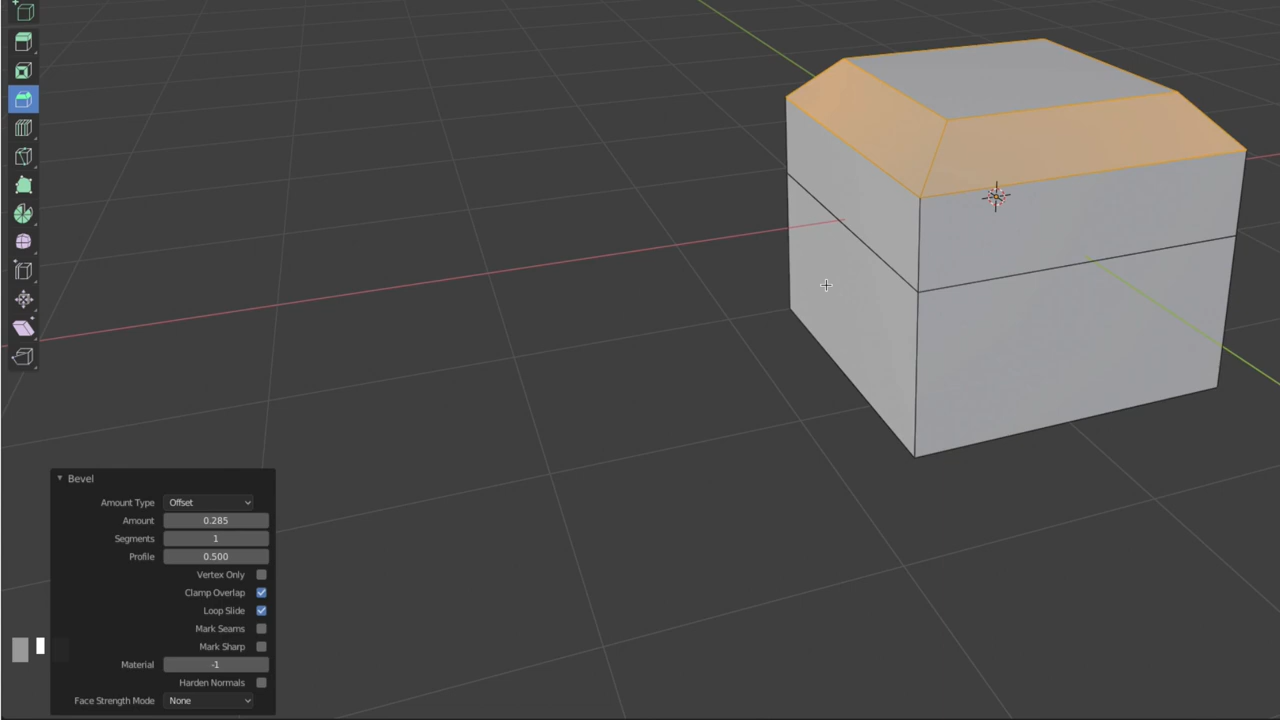 Bevel
Amount Type Offset
Amount 0.285
Segments 1
Profile 0.500
Vertex Only
Clamp Overlap
Loop Slide
Mark Seams
Mark Sharp
Material -1
Harden Normals
Face Strength Mode None